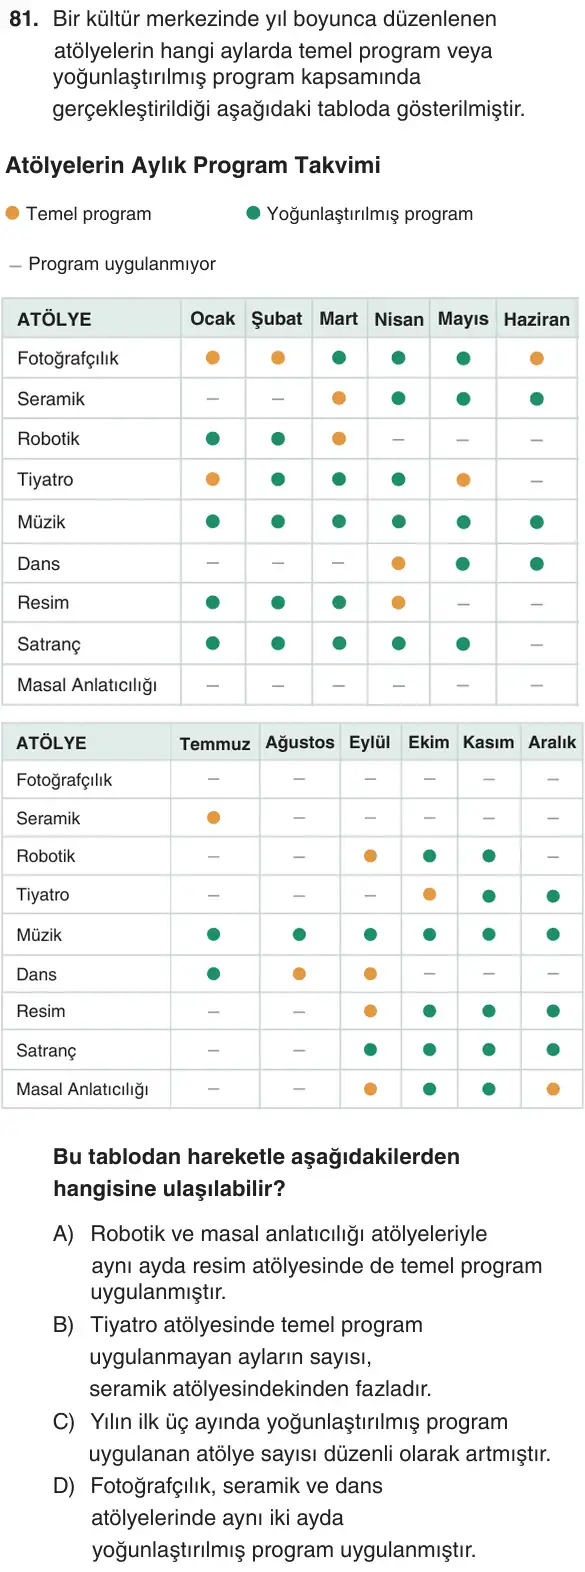 81. Bir kültür merkezinde yıl boyunca düzenlenen
atölyelerin hangi aylarda temel program veya
yoğunlaştırılmış program kapsamında
gerçekleştirildiği aşağıdaki tabloda gösterilmiştir.
Atölyelerin Aylık Program Takvimi
Temel program Yoğunlaştırılmış program
– Program uygulanmıyor
ATÖLYE Ocak Şubat Mart Nisan Mayıs Haziran
Fotoğrafçılık
Seramik – –
Robotik – – –
Tiyatro –
Müzik
Dans – – –
Resim – –
Satranç –
Masal Anlatıcılığı – – – – – –
ATÖLYE Temmuz Ağustos Eylül Ekim Kasım Aralık
Fotoğrafçılık – – – – – –
Seramik – – – – –
Robotik – – –
Tiyatro – – –
Müzik
Dans – – –
Resim – –
Satranç – –
Masal Anlatıcılığı – –
Bu tablodan hareketle aşağıdakilerden
hangisine ulaşılabilir?
A) Robotik ve masal anlatıcılığı atölyeleriyle
aynı ayda resim atölyesinde de temel program
uygulanmıştır.
B) Tiyatro atölyesinde temel program
uygulanmayan ayların sayısı,
seramik atölyesindekinden fazladır.
C) Yılın ilk üç ayında yoğunlaştırılmış program
uygulanan atölye sayısı düzenli olarak artmıştır.
D) Fotoğrafçılık, seramik ve dans
atölyelerinde aynı iki ayda
yoğunlaştırılmış program uygulanmıştır.